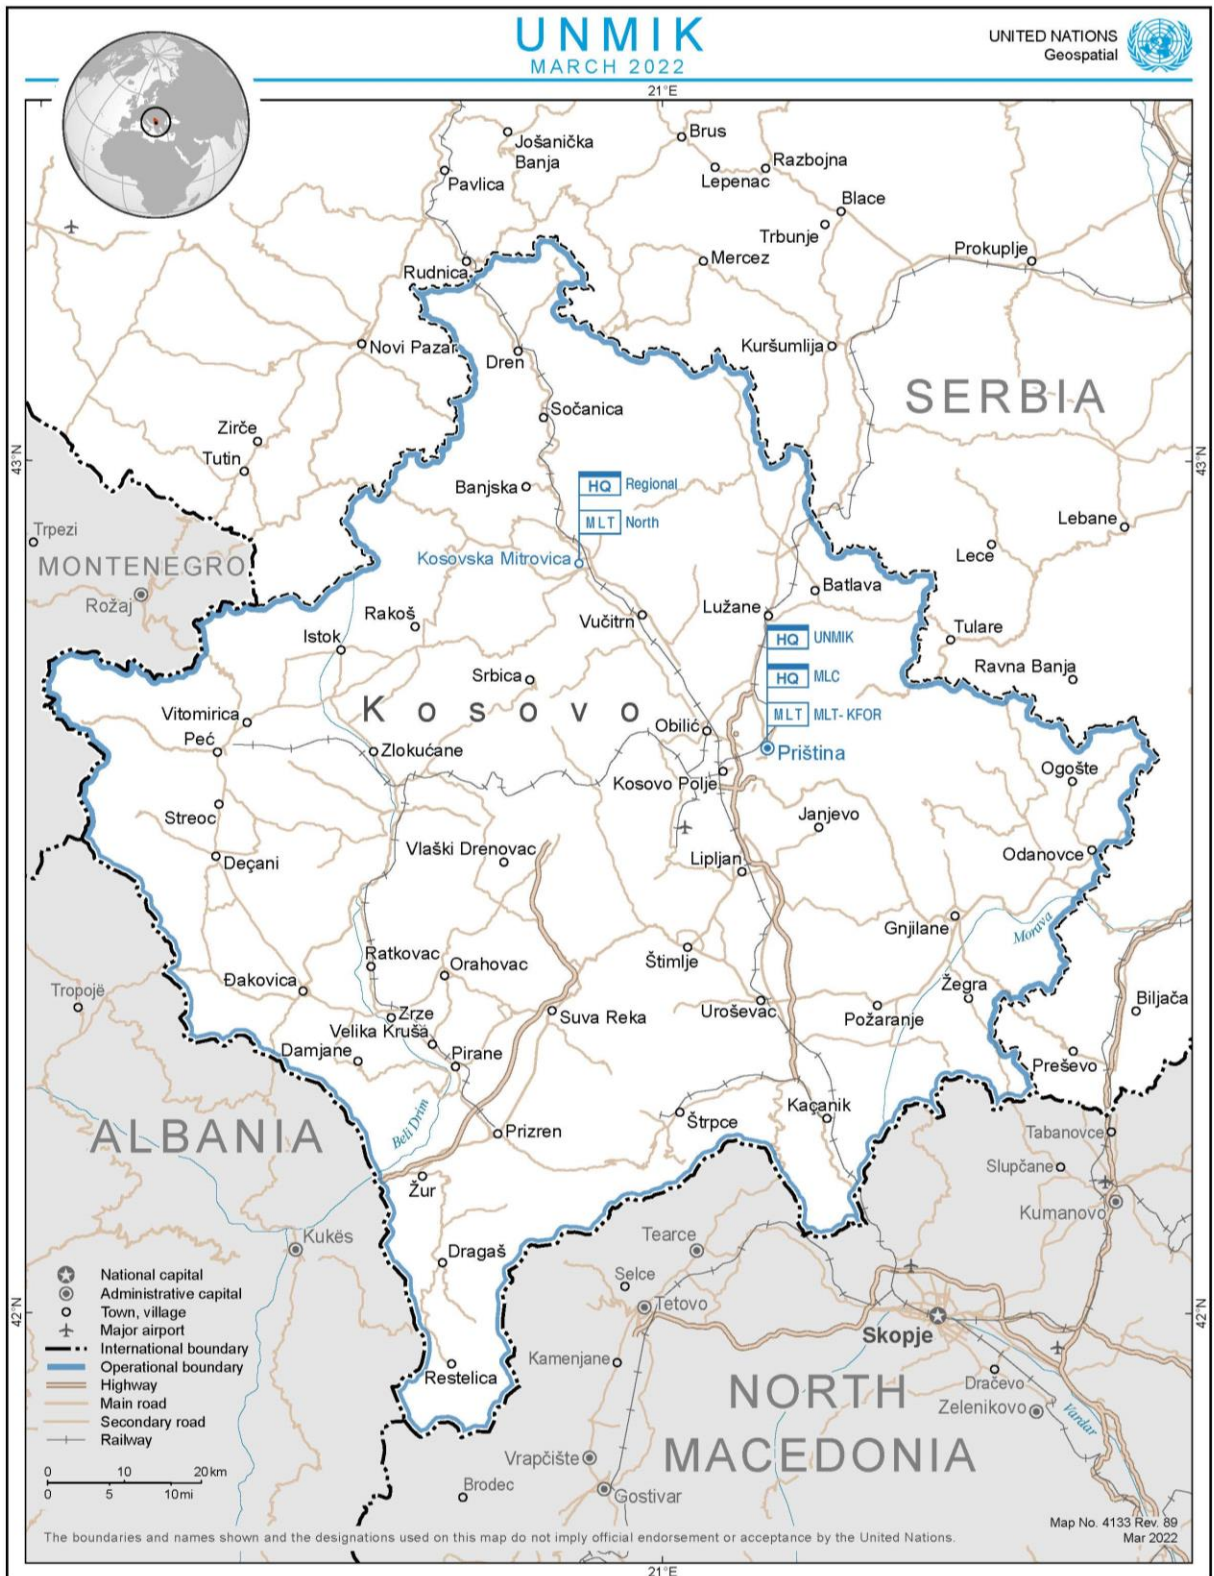 UNMIK
MARCH 2022
UNITED NATIONS
Geospatial
21°E
Brus
Jošanička
Banja
Razbojna
Lepenac
Pavlica
Blace
Trbunje
Prokuplje
Mercez
Rudnica
Novi Pazar
Dren
Kuršumlija
SERBIA
Sočanica
Zirče
Tutin
43°N
43°N
Banjska
HQ Regional
MLT North
Lebane
Trpezi
Lece
MONTENEGRO
Kosovska Mitrovica
Rožaj
Batlava
Rakoš
Vučitrn
Lužane
Istok
Tulare
HQ UNMIK
Ravna Banja
Srbica
HQ MLC
Kosovo
Vitomirica
MLT MLT-KFOR
Obilić
Peć
Zlokućane
Priština
Ogošte
Kosovo Polje
Streoc
Janjevo
Vlaški Drenovac
Odanovce
Deçani
Lipljan
Gnjilane
Morava
Ratkovac
Orahovac
Štimlje
Đakovica
Žegra
Tropojë
Biljača
Zrze
Suva Reka
Uroševac
Požaranje
Velika Kruša
Damjane
Pirane
Preševo
Kaçanik
Beli Drim
Štrpce
ALBANIA
Prizren
Tabanovce
Slupčane
Žur
Kumanovo
Kukës
Tearce
Dragaš
Selce
Tetovo
Skopje
Kamenjane
Restelica
Dračevo
NORTH
MACEDONIA
Zelenikovo
Vardar
Vrapčište
Brodec
Gostivar
National capital
Administrative capital
Town, village
Major airport
International boundary
Operational boundary
Highway
Main road
Secondary road
Railway
0 10 20km
0 5 10mi
42°N
42°N
The boundaries and names shown and the designations used on this map do not imply official endorsement or acceptance by the United Nations.
Map No. 4133 Rev. 89
Mar 2022
21°E